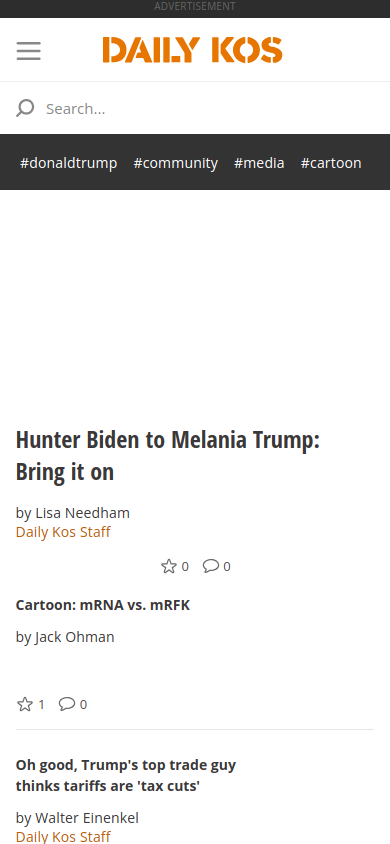 ADVERTISEMENT
DAILY KOS
Search...
#donaldtrump #community #media #cartoon
Hunter Biden to Melania Trump:
Bring it on
by Lisa Needham
Daily Kos Staff
0 0
Cartoon: mRNA vs. mRFK
by Jack Ohman
1 0
Oh good, Trump's top trade guy
thinks tariffs are 'tax cuts'
by Walter Einenkel
Daily Kos Staff